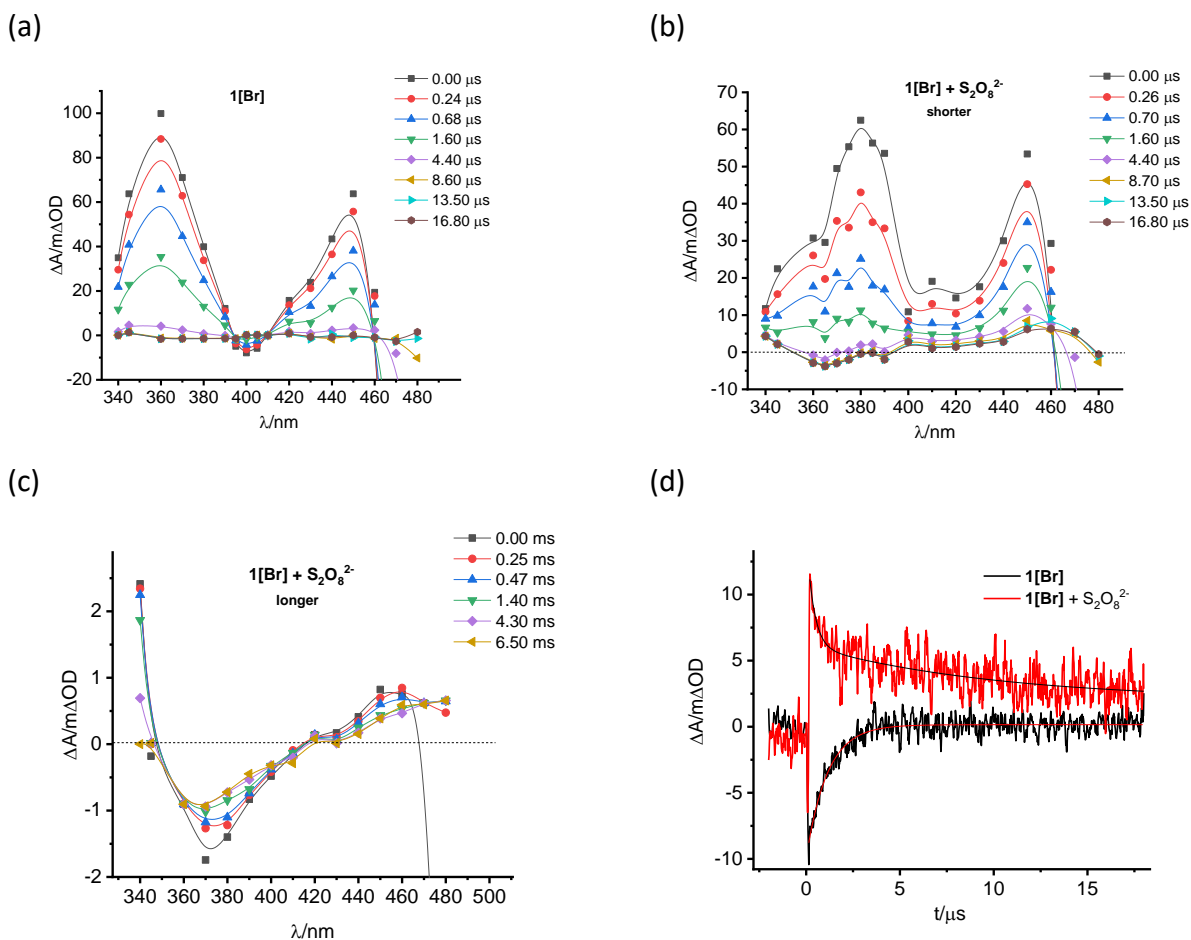 (a)
1[Br]
0.00 μs
0.24 μs
0.68 μs
1.60 μs
4.40 μs
8.60 μs
13.50 μs
16.80 μs
100
80
60
40
20
0
-20
ΔA/mΔOD
340 360 380 400 420 440 460 480
λ/nm
(b)
1[Br] + S₂O₈²⁻
shorter
0.00 μs
0.26 μs
0.70 μs
1.60 μs
4.40 μs
8.70 μs
13.50 μs
16.80 μs
70
60
50
40
30
20
10
0
-10
ΔA/mΔOD
340 360 380 400 420 440 460 480
λ/nm
(c)
1[Br] + S₂O₈²⁻
longer
0.00 ms
0.25 ms
0.47 ms
1.40 ms
4.30 ms
6.50 ms
2
1
0
-1
-2
ΔA/mΔOD
340 360 380 400 420 440 460 480 500
λ/nm
(d)
1[Br]
1[Br] + S₂O₈²⁻
10
5
0
-5
-10
ΔA/mΔOD
0 5 10 15
t/μs